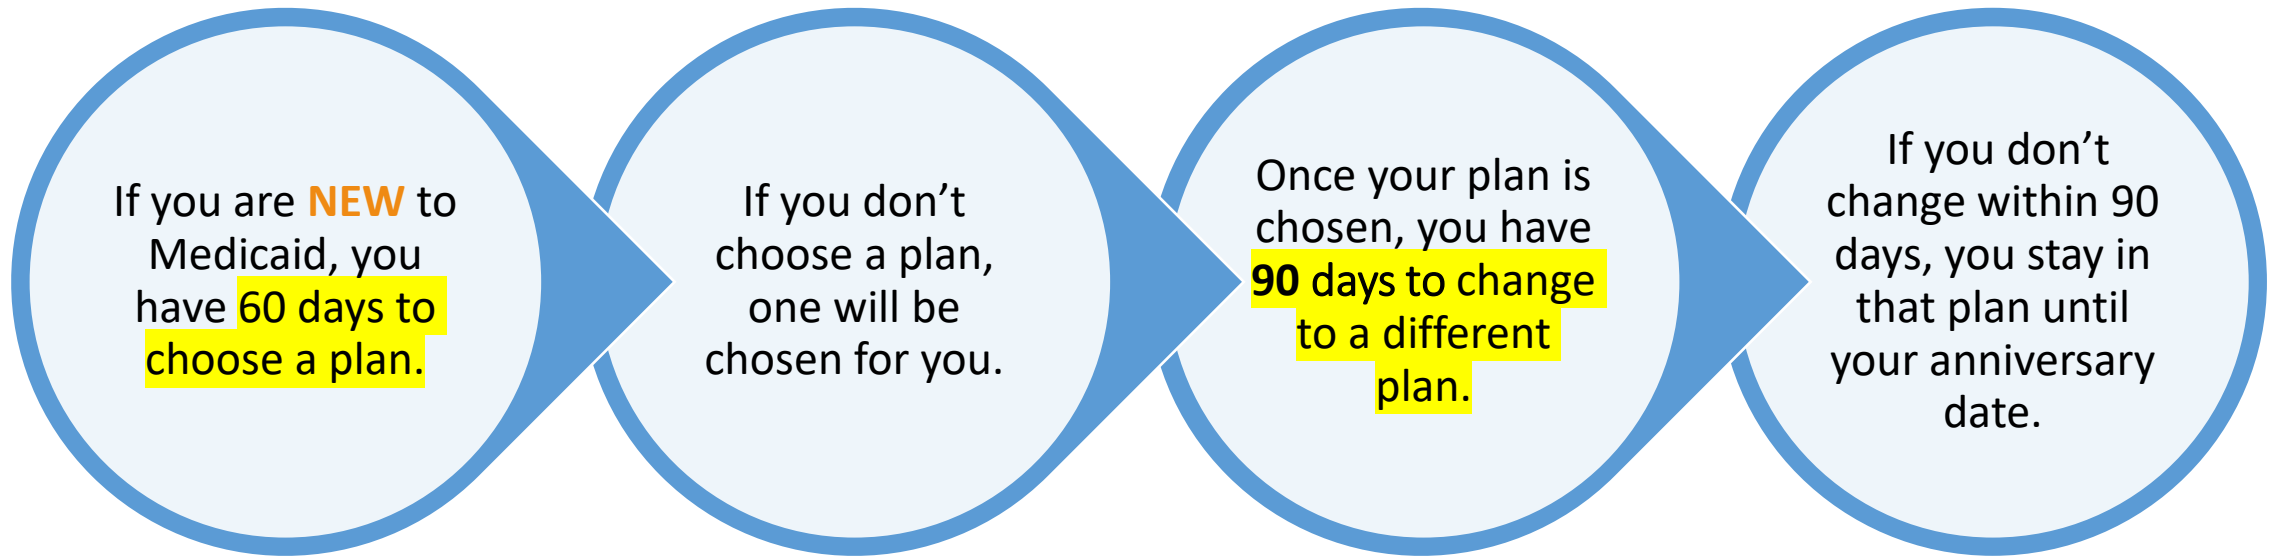 If you are NEW to
Medicaid, you
have 60 days to
choose a plan.
If you don’t
choose a plan,
one will be
chosen for you.
Once your plan is
chosen, you have
90 days to change
to a different
plan.
If you don’t
change within 90
days, you stay in
that plan until
your anniversary
date.